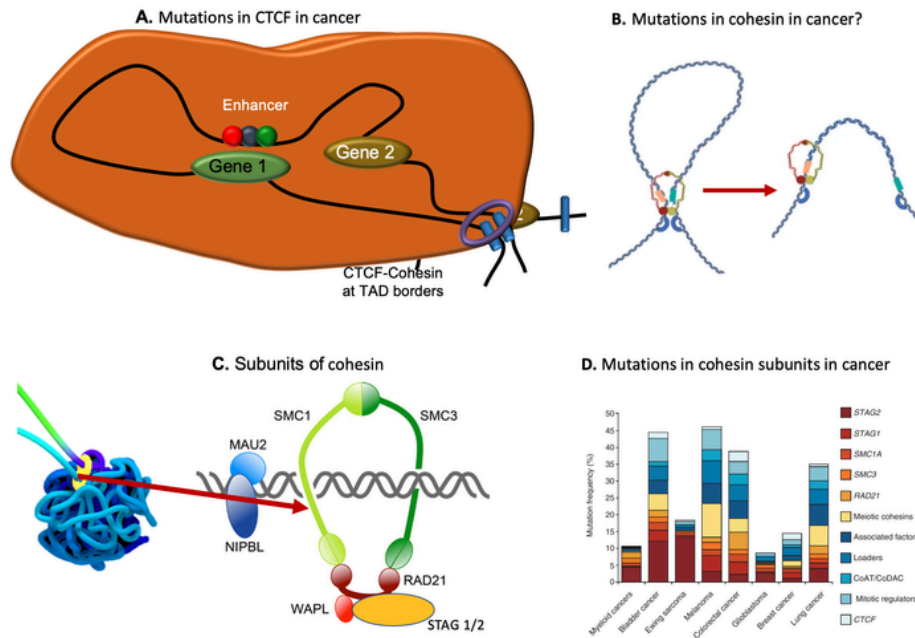 A. Mutations in CTCF in cancer
Enhancer
Gene 1
Gene 2
CTCF-Cohesin
at TAD borders
B. Mutations in cohesin in cancer?
C. Subunits of cohesin
SMC1
SMC3
MAU2
NIPBL
RAD21
WAPL
STAG 1/2
D. Mutations in cohesin subunits in cancer
Mutation frequency (%)
50
45
40
35
30
25
20
15
10
5
0
Myeloid cancers
Bladder cancer
Ewing sarcoma
Melanoma
Colorectal cancer
Glioblastoma
Breast cancer
Lung cancer
STAG2
STAG1
SMC1A
SMC3
RAD21
Meiotic cohesins
Associated factor
Loaders
CoAT/CoDAC
Mitotic regulators
CTCF